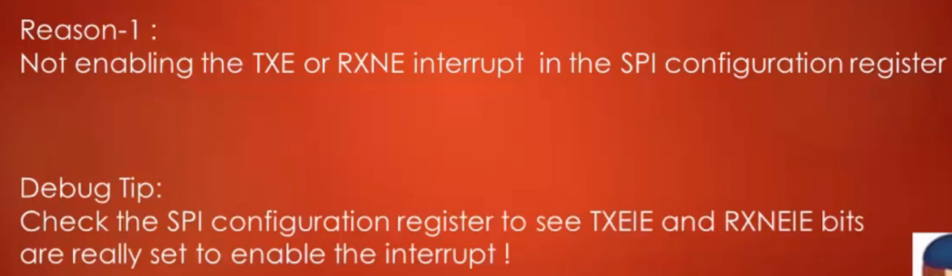 Reason-1 :
Not enabling the TXE or RXNE interrupt in the SPI configuration register
Debug Tip:
Check the SPI configuration register to see TXEIE and RXNEIE bits
are really set to enable the interrupt !